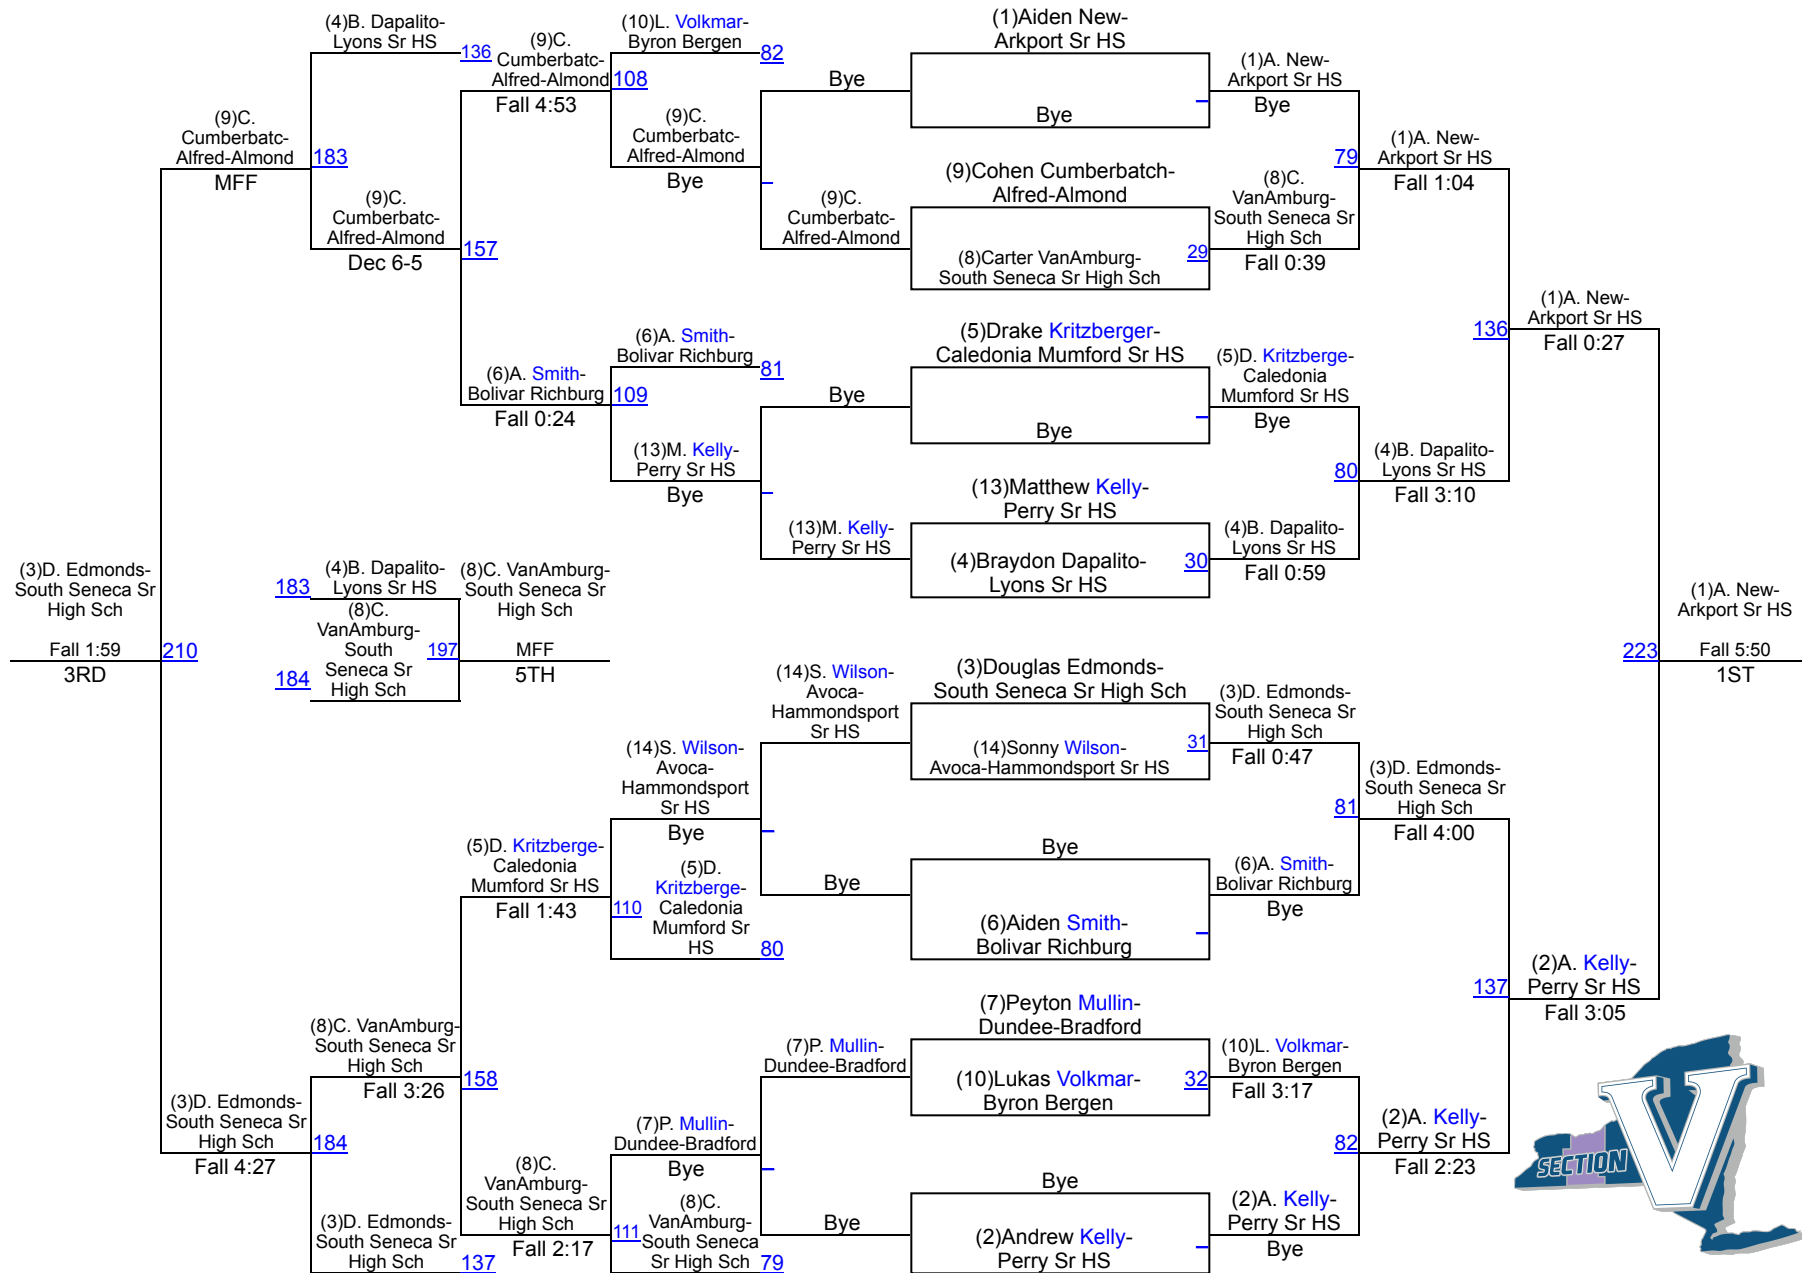 (4)B. Dapalito-
Lyons Sr HS
136
(9)C.
Cumberbatc-
Alfred-Almond
Fall 4:53
(10)L. Volkmar-
Byron Bergen
82
108
(9)C.
Cumberbatc-
Alfred-Almond
Bye
Bye
(9)C.
Cumberbatc-
Alfred-Almond
(1)Aiden New-
Arkport Sr HS
Bye
(1)A. New-
Arkport Sr HS
Bye
(9)Cohen Cumberbatch-
Alfred-Almond
(8)Carter VanAmburg-
South Seneca Sr High Sch
29
(8)C.
VanAmburg-
South Seneca Sr
High Sch
Fall 0:39
79
(1)A. New-
Arkport Sr HS
Fall 1:04
(9)C.
Cumberbatc-
Alfred-Almond
MFF
183
(9)C.
Cumberbatc-
Alfred-Almond
Dec 6-5
157
(6)A. Smith-
Bolivar Richburg
Fall 0:24
(6)A. Smith-
Bolivar Richburg
81
109
(13)M. Kelly-
Perry Sr HS
Bye
Bye
(13)M. Kelly-
Perry Sr HS
(5)Drake Kritzberger-
Caledonia Mumford Sr HS
Bye
(5)D. Kritzberge-
Caledonia
Mumford Sr HS
Bye
(13)Matthew Kelly-
Perry Sr HS
(4)Braydon Dapalito-
Lyons Sr HS
30
(4)B. Dapalito-
Lyons Sr HS
Fall 0:59
80
(4)B. Dapalito-
Lyons Sr HS
Fall 3:10
136
(1)A. New-
Arkport Sr HS
Fall 0:27
(3)D. Edmonds-
South Seneca Sr
High Sch
Fall 1:59
3RD
210
183
(4)B. Dapalito-
Lyons Sr HS
(8)C.
VanAmburg-
South
Seneca Sr
High Sch
184
197
(8)C. VanAmburg-
South Seneca Sr
High Sch
MFF
5TH
223
(1)A. New-
Arkport Sr HS
Fall 5:50
1ST
(14)S. Wilson-
Avoca-
Hammondsport
Sr HS
(3)Douglas Edmonds-
South Seneca Sr High Sch
(14)Sonny Wilson-
Avoca-Hammondsport Sr HS
31
(3)D. Edmonds-
South Seneca Sr
High Sch
Fall 0:47
(14)S. Wilson-
Avoca-
Hammondsport
Sr HS
Bye
(5)D. Kritzberge-
Caledonia
Mumford Sr HS
Fall 1:43
110
(5)D.
Kritzberge-
Caledonia
Mumford Sr
HS
80
Bye
Bye
(6)Aiden Smith-
Bolivar Richburg
(6)A. Smith-
Bolivar Richburg
Bye
81
(3)D. Edmonds-
South Seneca Sr
High Sch
Fall 4:00
137
(2)A. Kelly-
Perry Sr HS
Fall 3:05
(3)D. Edmonds-
South Seneca Sr
High Sch
Fall 4:27
184
(8)C. VanAmburg-
South Seneca Sr
High Sch
Fall 3:26
158
(3)D. Edmonds-
South Seneca Sr
High Sch
137
(8)C.
VanAmburg-
South Seneca Sr
High Sch
Fall 2:17
(7)P. Mullin-
Dundee-Bradford
Bye
111
(8)C.
VanAmburg-
South Seneca
Sr High Sch
79
(7)P. Mullin-
Dundee-Bradford
Bye
(7)Peyton Mullin-
Dundee-Bradford
(10)Lukas Volkmar-
Byron Bergen
32
(10)L. Volkmar-
Byron Bergen
Fall 3:17
Bye
(2)Andrew Kelly-
Perry Sr HS
(2)A. Kelly-
Perry Sr HS
Bye
82
(2)A. Kelly-
Perry Sr HS
Fall 2:23
SECTION V